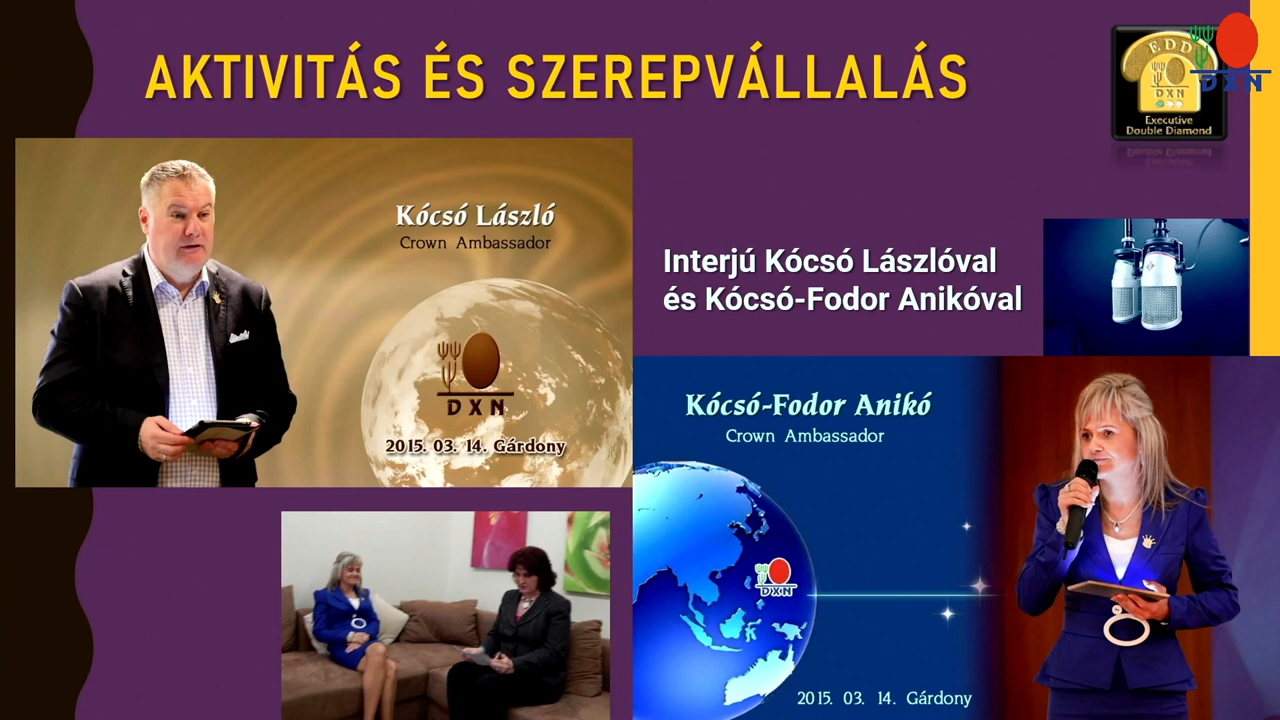 AKTIVITÁS ÉS SZEREPVÁLLALÁS
EDD
DXN
Executive
Double Diamond
DXN
Kócsó László
Crown Ambassador
DXN
2015. 03. 14. Gárdony
Interjú Kócsó Lászlóval
és Kócsó-Fodor Anikóval
Kócsó-Fodor Anikó
Crown Ambassador
DXN
2015. 03. 14. Gárdony